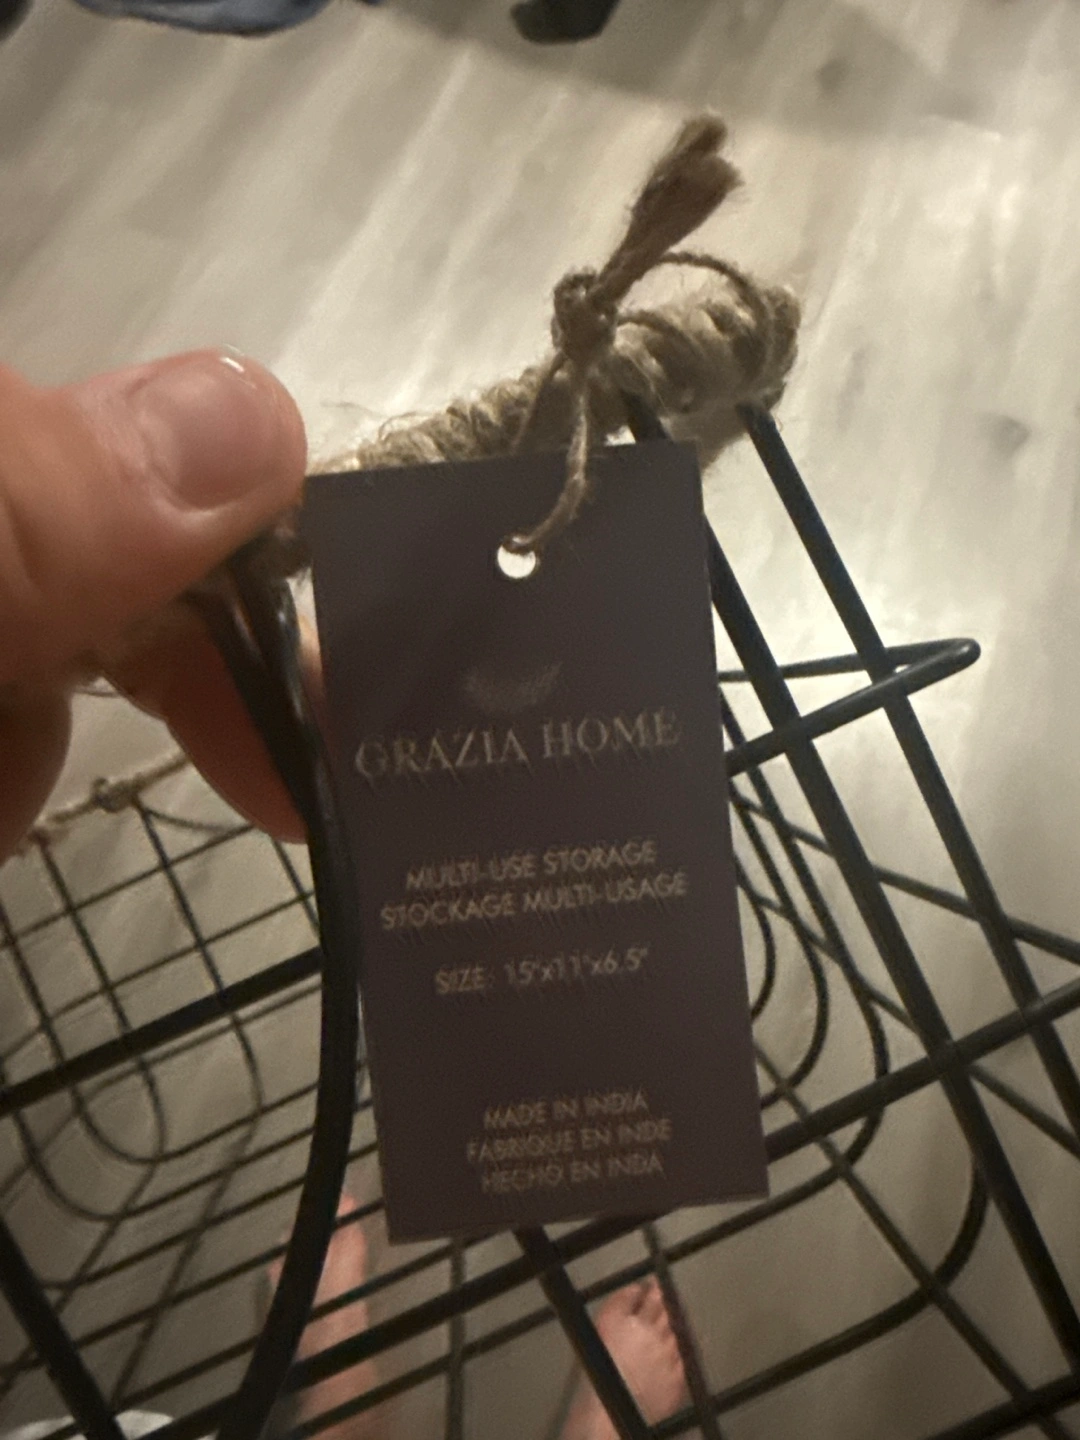 GRAZIA HOME
MULTI-USE STORAGE
STOCKAGE MULTI-USAGE
SIZE: 15"x11"x6.5"
MADE IN INDIA
FABRIQUE EN INDE
HECHO EN INDA